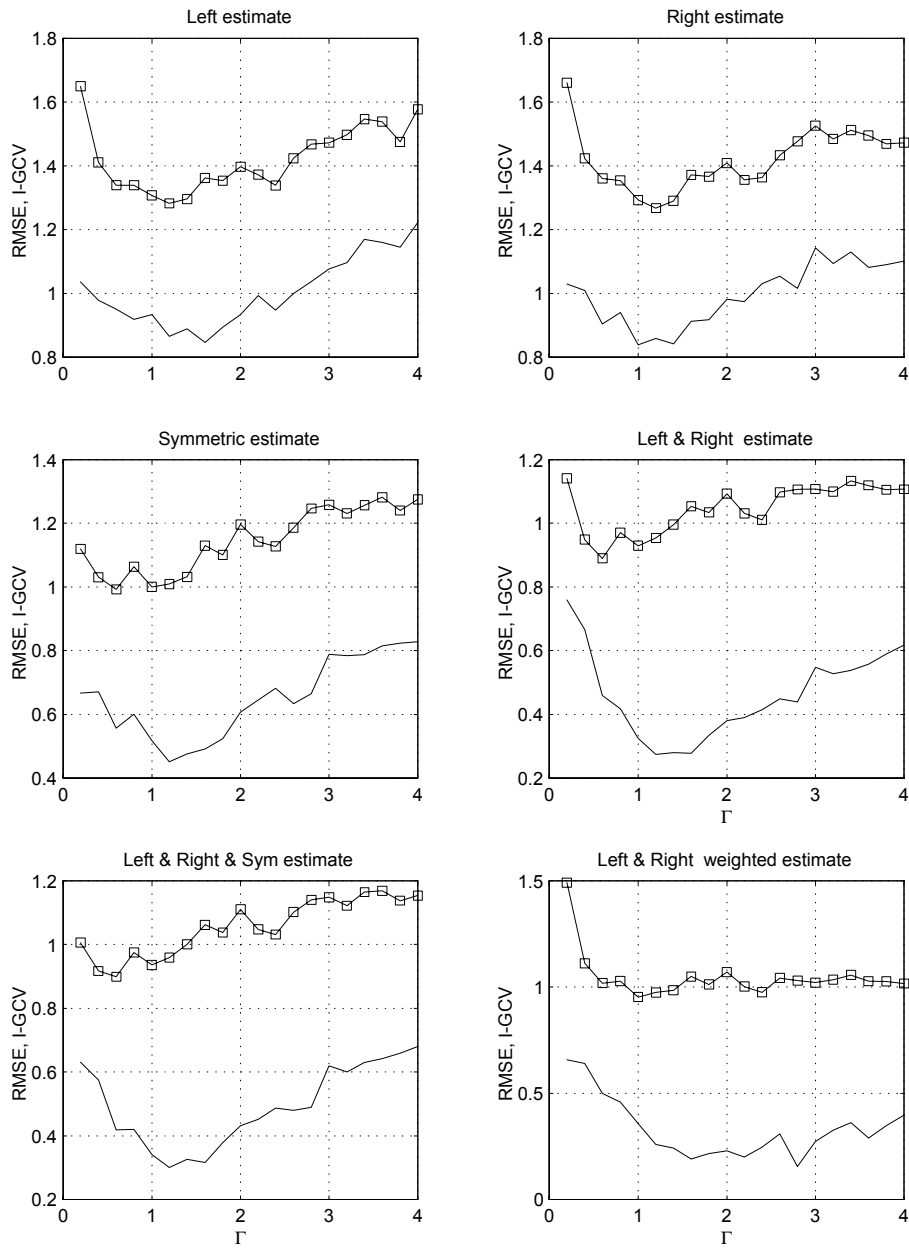 Left estimate
1.8
1.6
1.4
1.2
1
0.8
0 1 2 3 4
RMSE, I-GCV
Right estimate
1.8
1.6
1.4
1.2
1
0.8
0 1 2 3 4
RMSE, I-GCV
Symmetric estimate
1.4
1.2
1
0.8
0.6
0.4
0 1 2 3 4
RMSE, I-GCV
Left & Right estimate
1.2
1
0.8
0.6
0.4
0.2
0 1 2 3 4
RMSE, I-GCV
Γ
Left & Right & Sym estimate
1.2
1
0.8
0.6
0.4
0.2
0 1 2 3 4
RMSE, I-GCV
Γ
Left & Right weighted estimate
1.5
1
0.5
0
0 1 2 3 4
RMSE, I-GCV
Γ